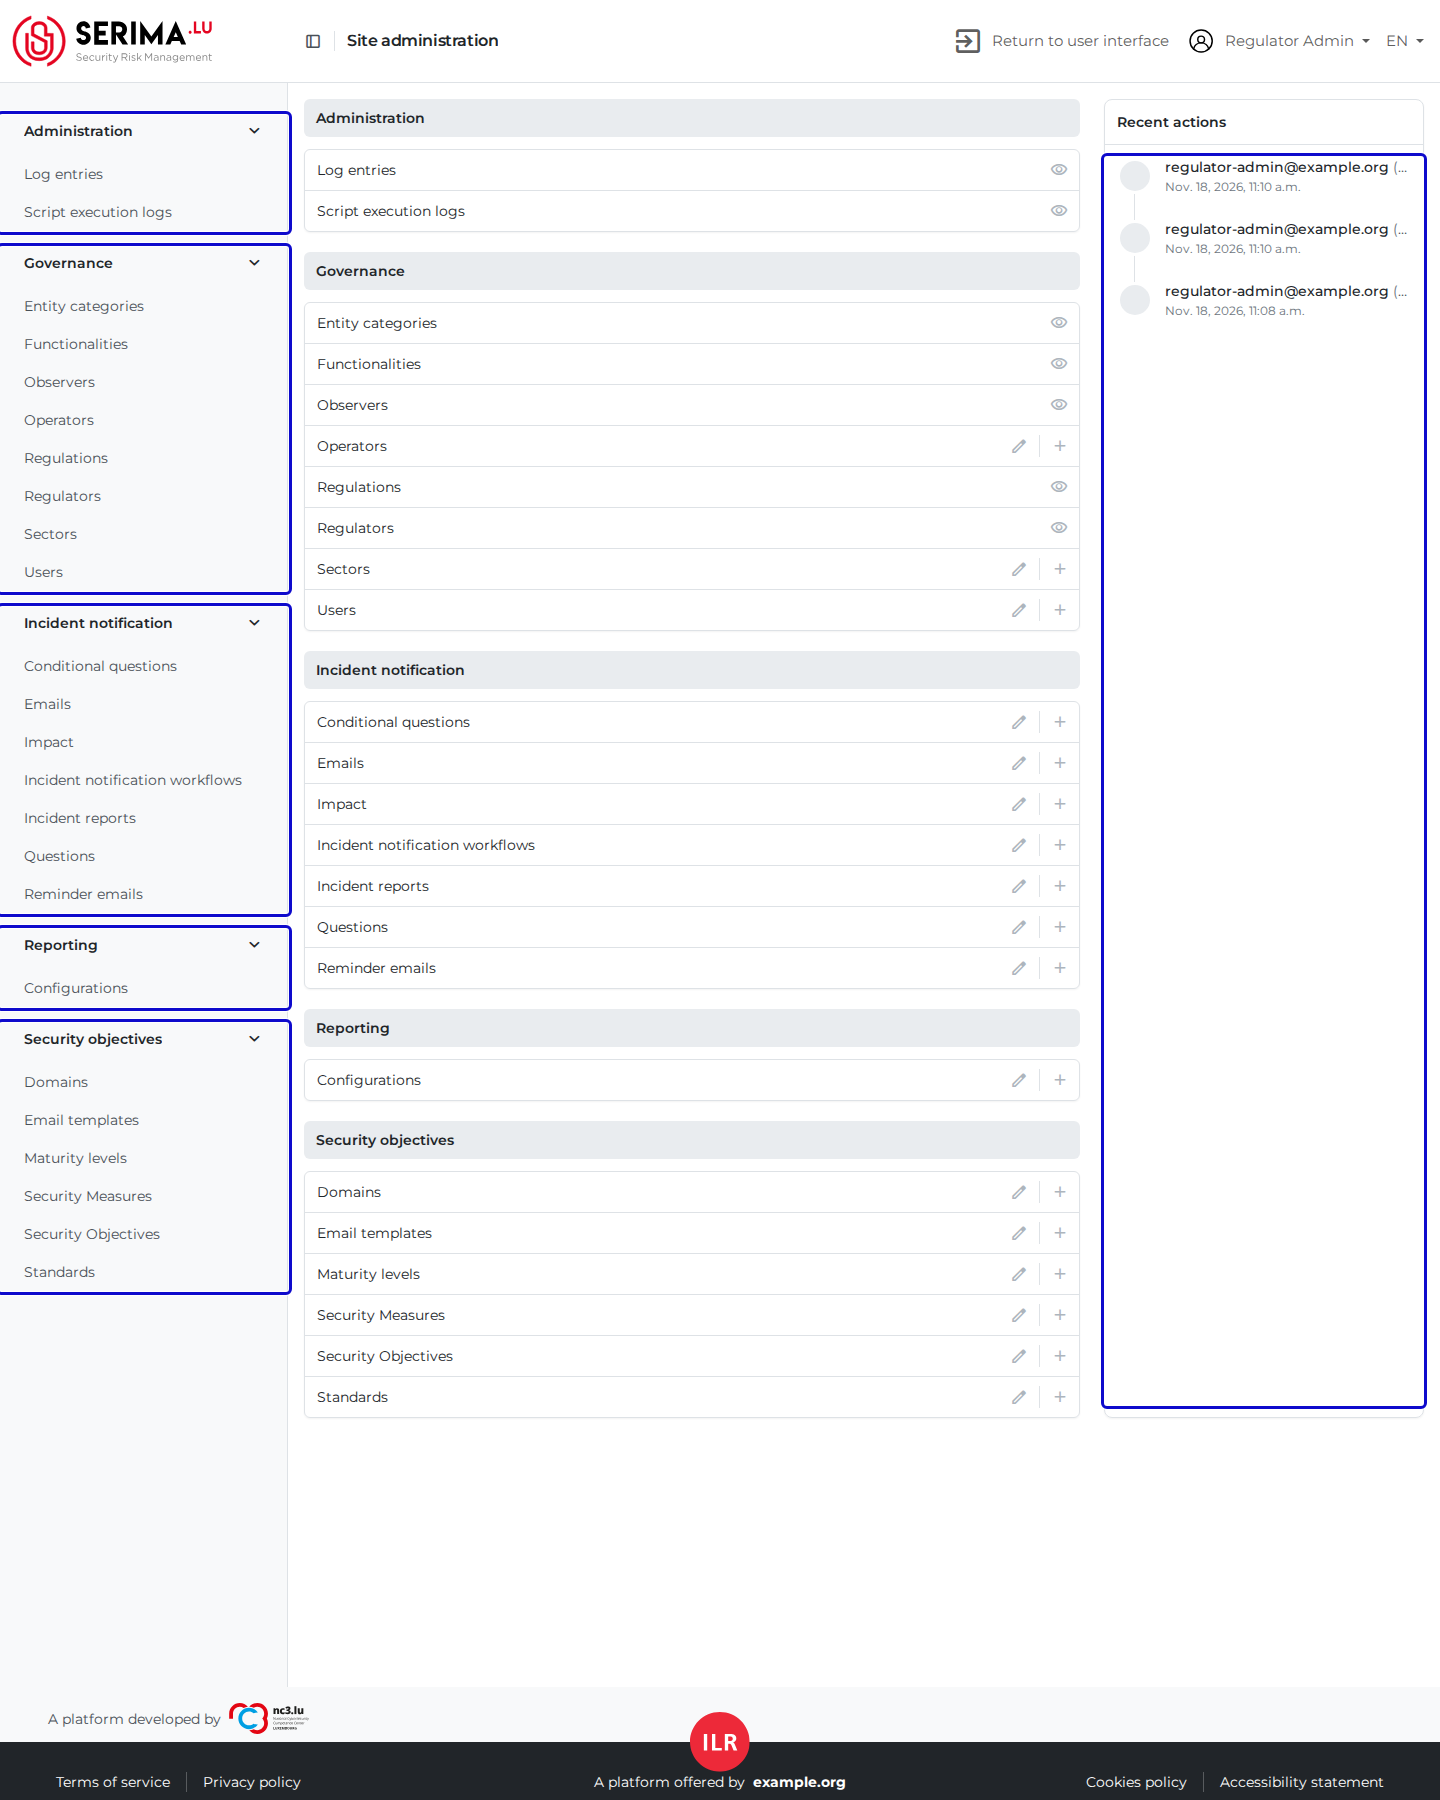 SERIMA.LU
Security Risk Management
Site administration
Return to user interface
Regulator Admin
EN
Administration
Log entries
Script execution logs
Governance
Entity categories
Functionalities
Observers
Operators
Regulations
Regulators
Sectors
Users
Incident notification
Conditional questions
Emails
Impact
Incident notification workflows
Incident reports
Questions
Reminder emails
Reporting
Configurations
Security objectives
Domains
Email templates
Maturity levels
Security Measures
Security Objectives
Standards
Administration
Log entries
Script execution logs
Governance
Entity categories
Functionalities
Observers
Operators
Regulations
Regulators
Sectors
Users
Incident notification
Conditional questions
Emails
Impact
Incident notification workflows
Incident reports
Questions
Reminder emails
Reporting
Configurations
Security objectives
Domains
Email templates
Maturity levels
Security Measures
Security Objectives
Standards
Recent actions
regulator-admin@example.org (...
Nov. 18, 2026, 11:10 a.m.
regulator-admin@example.org (...
Nov. 18, 2026, 11:10 a.m.
regulator-admin@example.org (...
Nov. 18, 2026, 11:08 a.m.
A platform developed by
nc3.lu
ILR
Terms of service
Privacy policy
A platform offered by example.org
Cookies policy
Accessibility statement